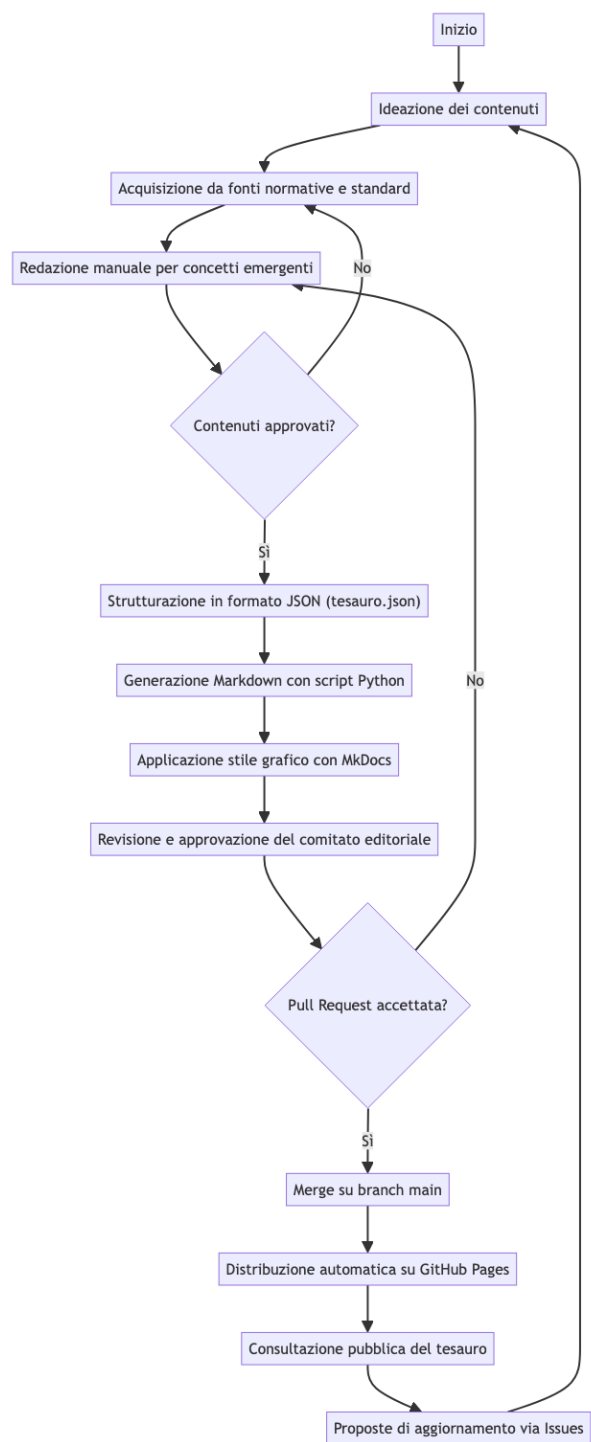 Inizio
Ideazione dei contenuti
Acquisizione da fonti normative e standard
Redazione manuale per concetti emergenti
No
Contenuti approvati?
Sì
Strutturazione in formato JSON (tesauro.json)
Generazione Markdown con script Python
No
Applicazione stile grafico con MkDocs
Revisione e approvazione del comitato editoriale
Pull Request accettata?
Sì
Merge su branch main
Distribuzione automatica su GitHub Pages
Consultazione pubblica del tesauro
Proposte di aggiornamento via Issues